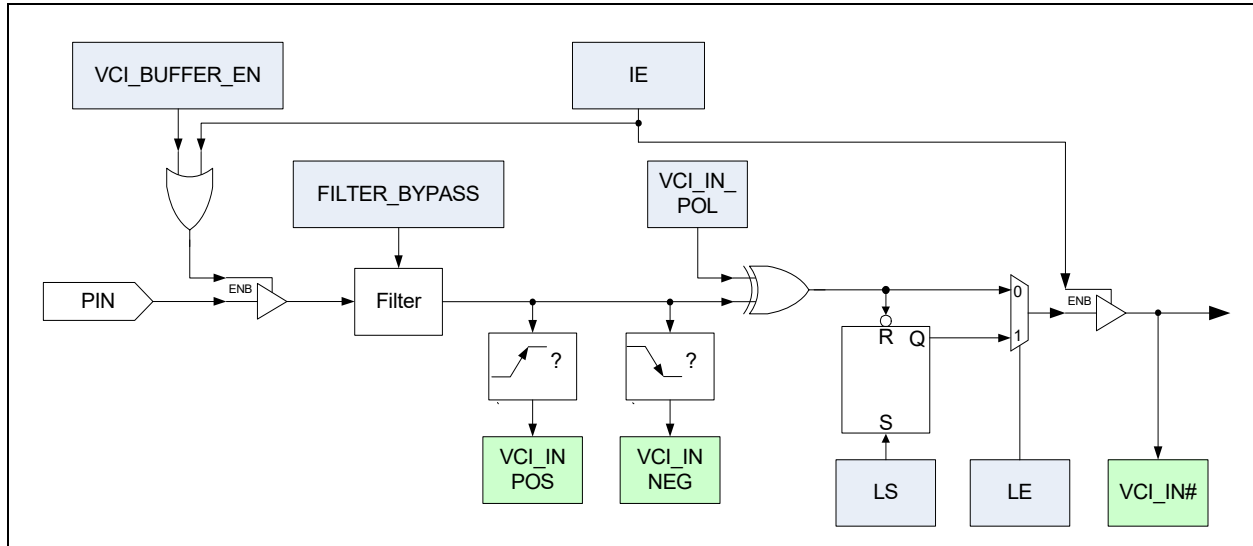 VCI_BUFFER_EN
IE
FILTER_BYPASS
VCI_IN_
POL
ENB
PIN
Filter
0
1
ENB
R
Q
S
?
?
VCI_IN
POS
VCI_IN
NEG
LS
LE
VCI_IN#